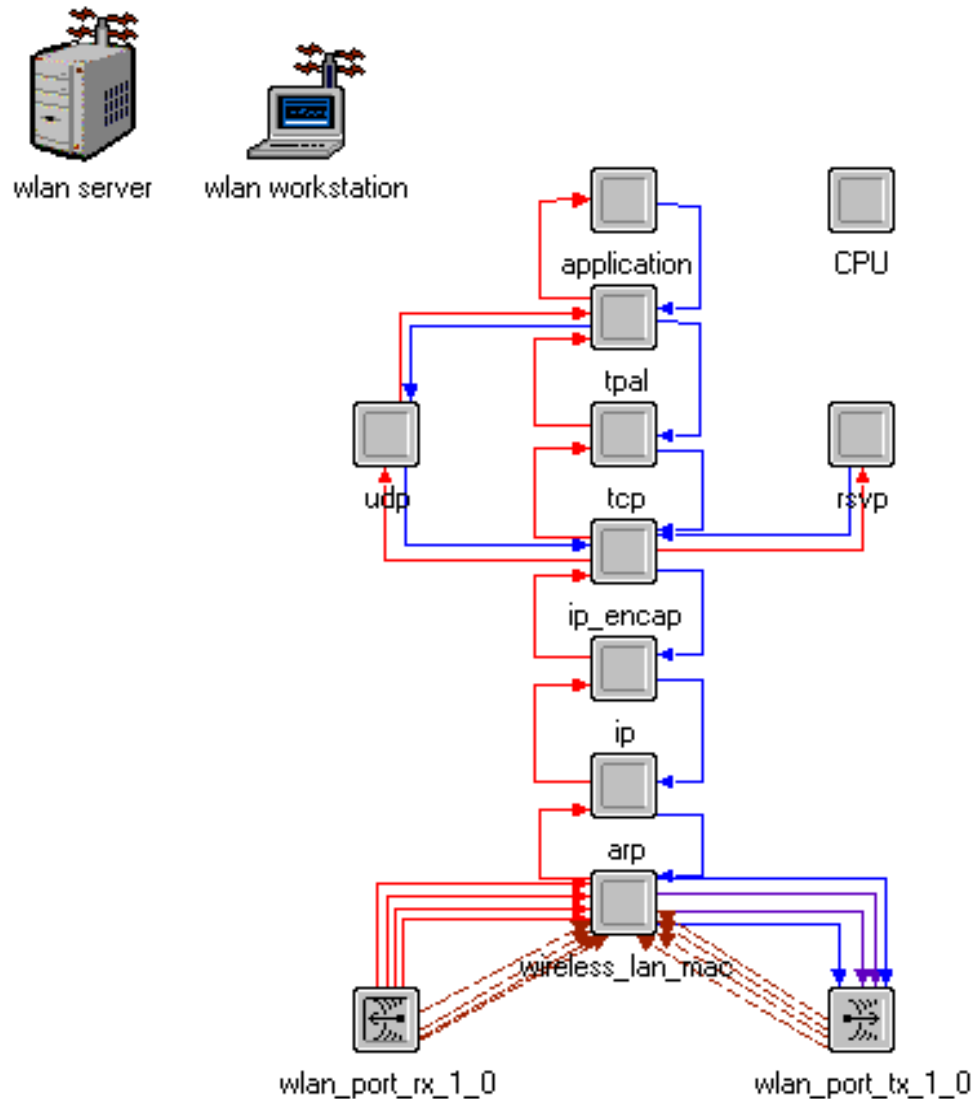 wlan server
wlan workstation
application
CPU
tpal
udp
tcp
rsvp
ip_encap
ip
arp
wireless_lan_mac
wlan_port_rx_1_0
wlan_port_tx_1_0